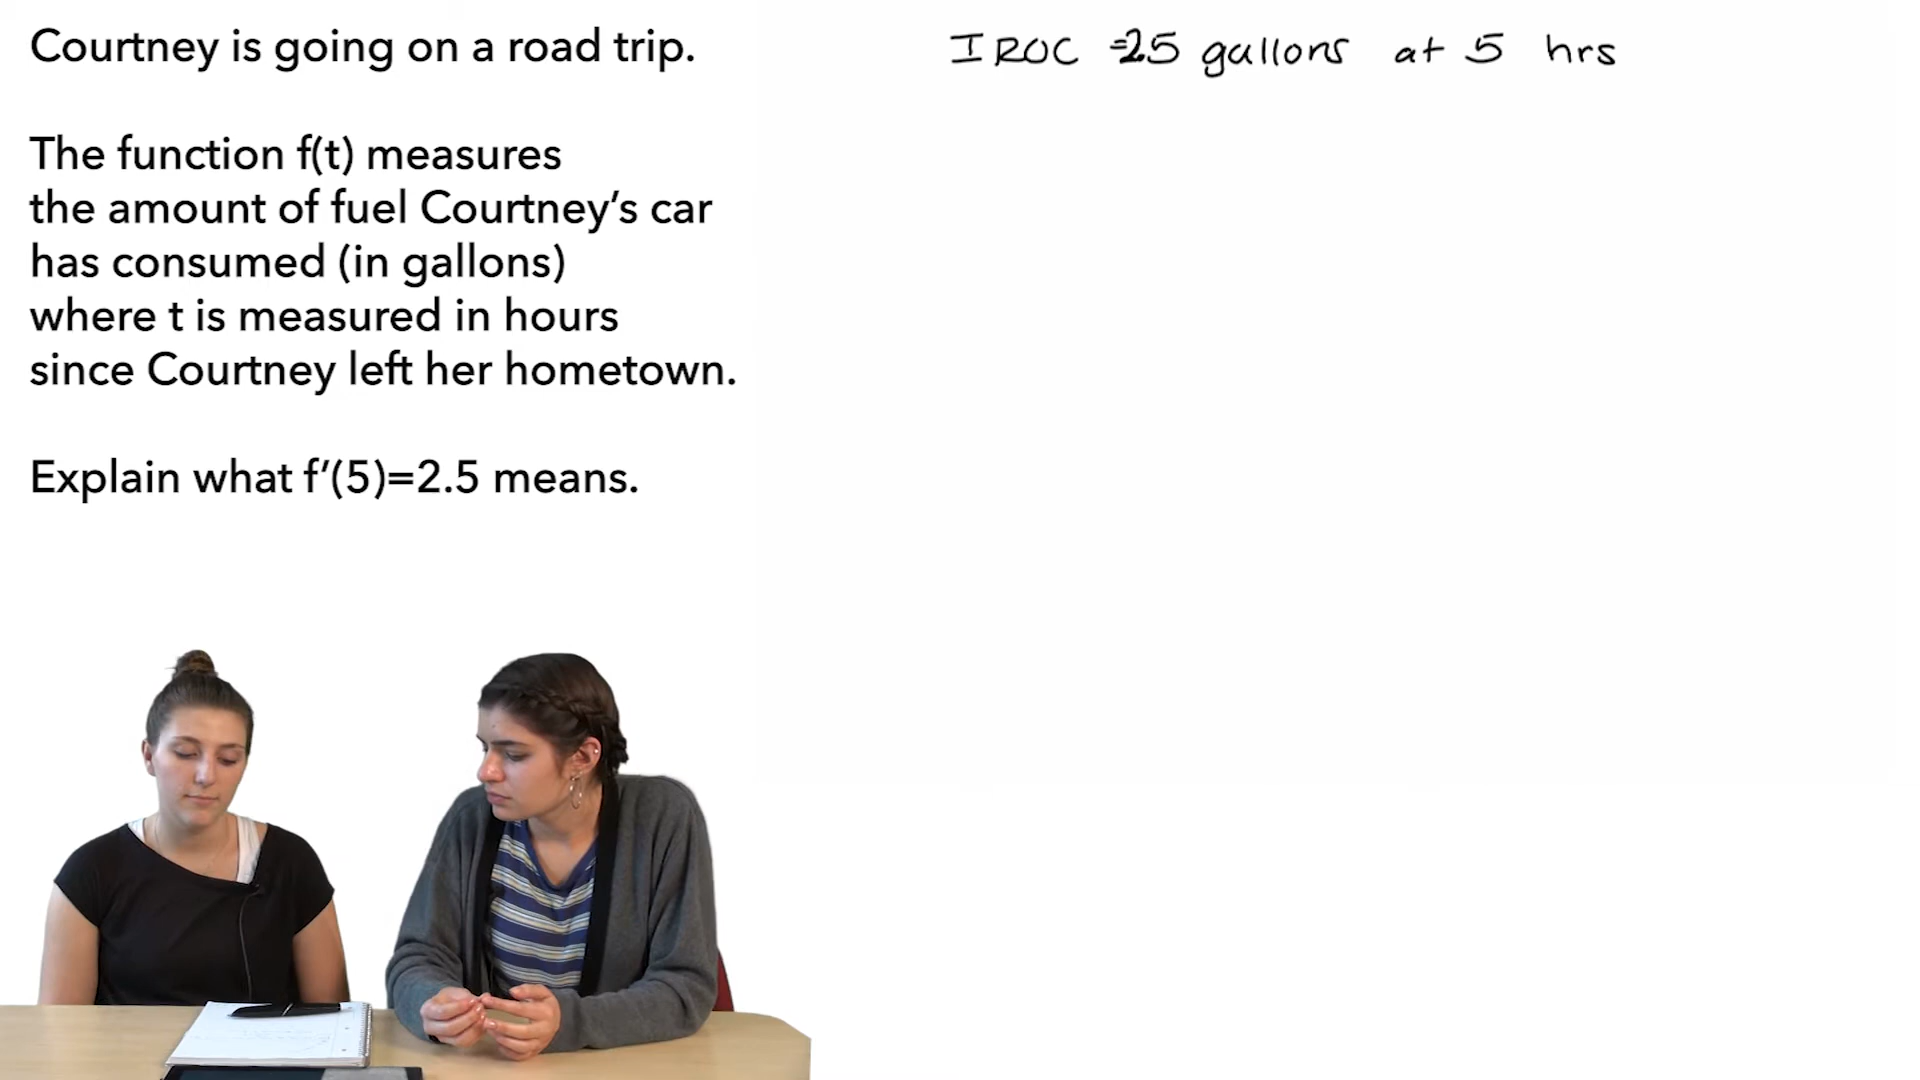 Courtney is going on a road trip.
The function f(t) measures
the amount of fuel Courtney's car
has consumed (in gallons)
where t is measured in hours
since Courtney left her hometown.
Explain what f'(5)=2.5 means.
IROC =2.5 gallons at 5 hrs